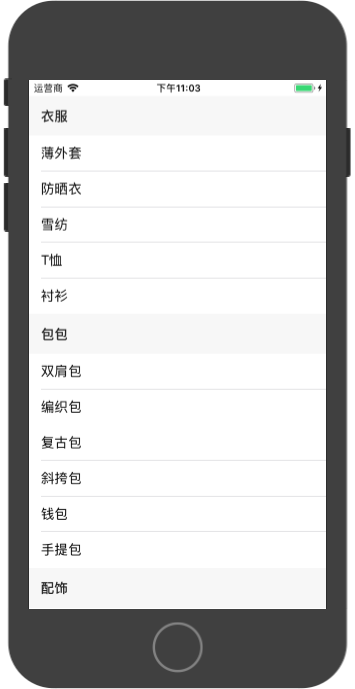 运营商 下午11:03
衣服
薄外套
防晒衣
雪纺
T恤
衬衫
包包
双肩包
编织包
复古包
斜挎包
钱包
手提包
配饰